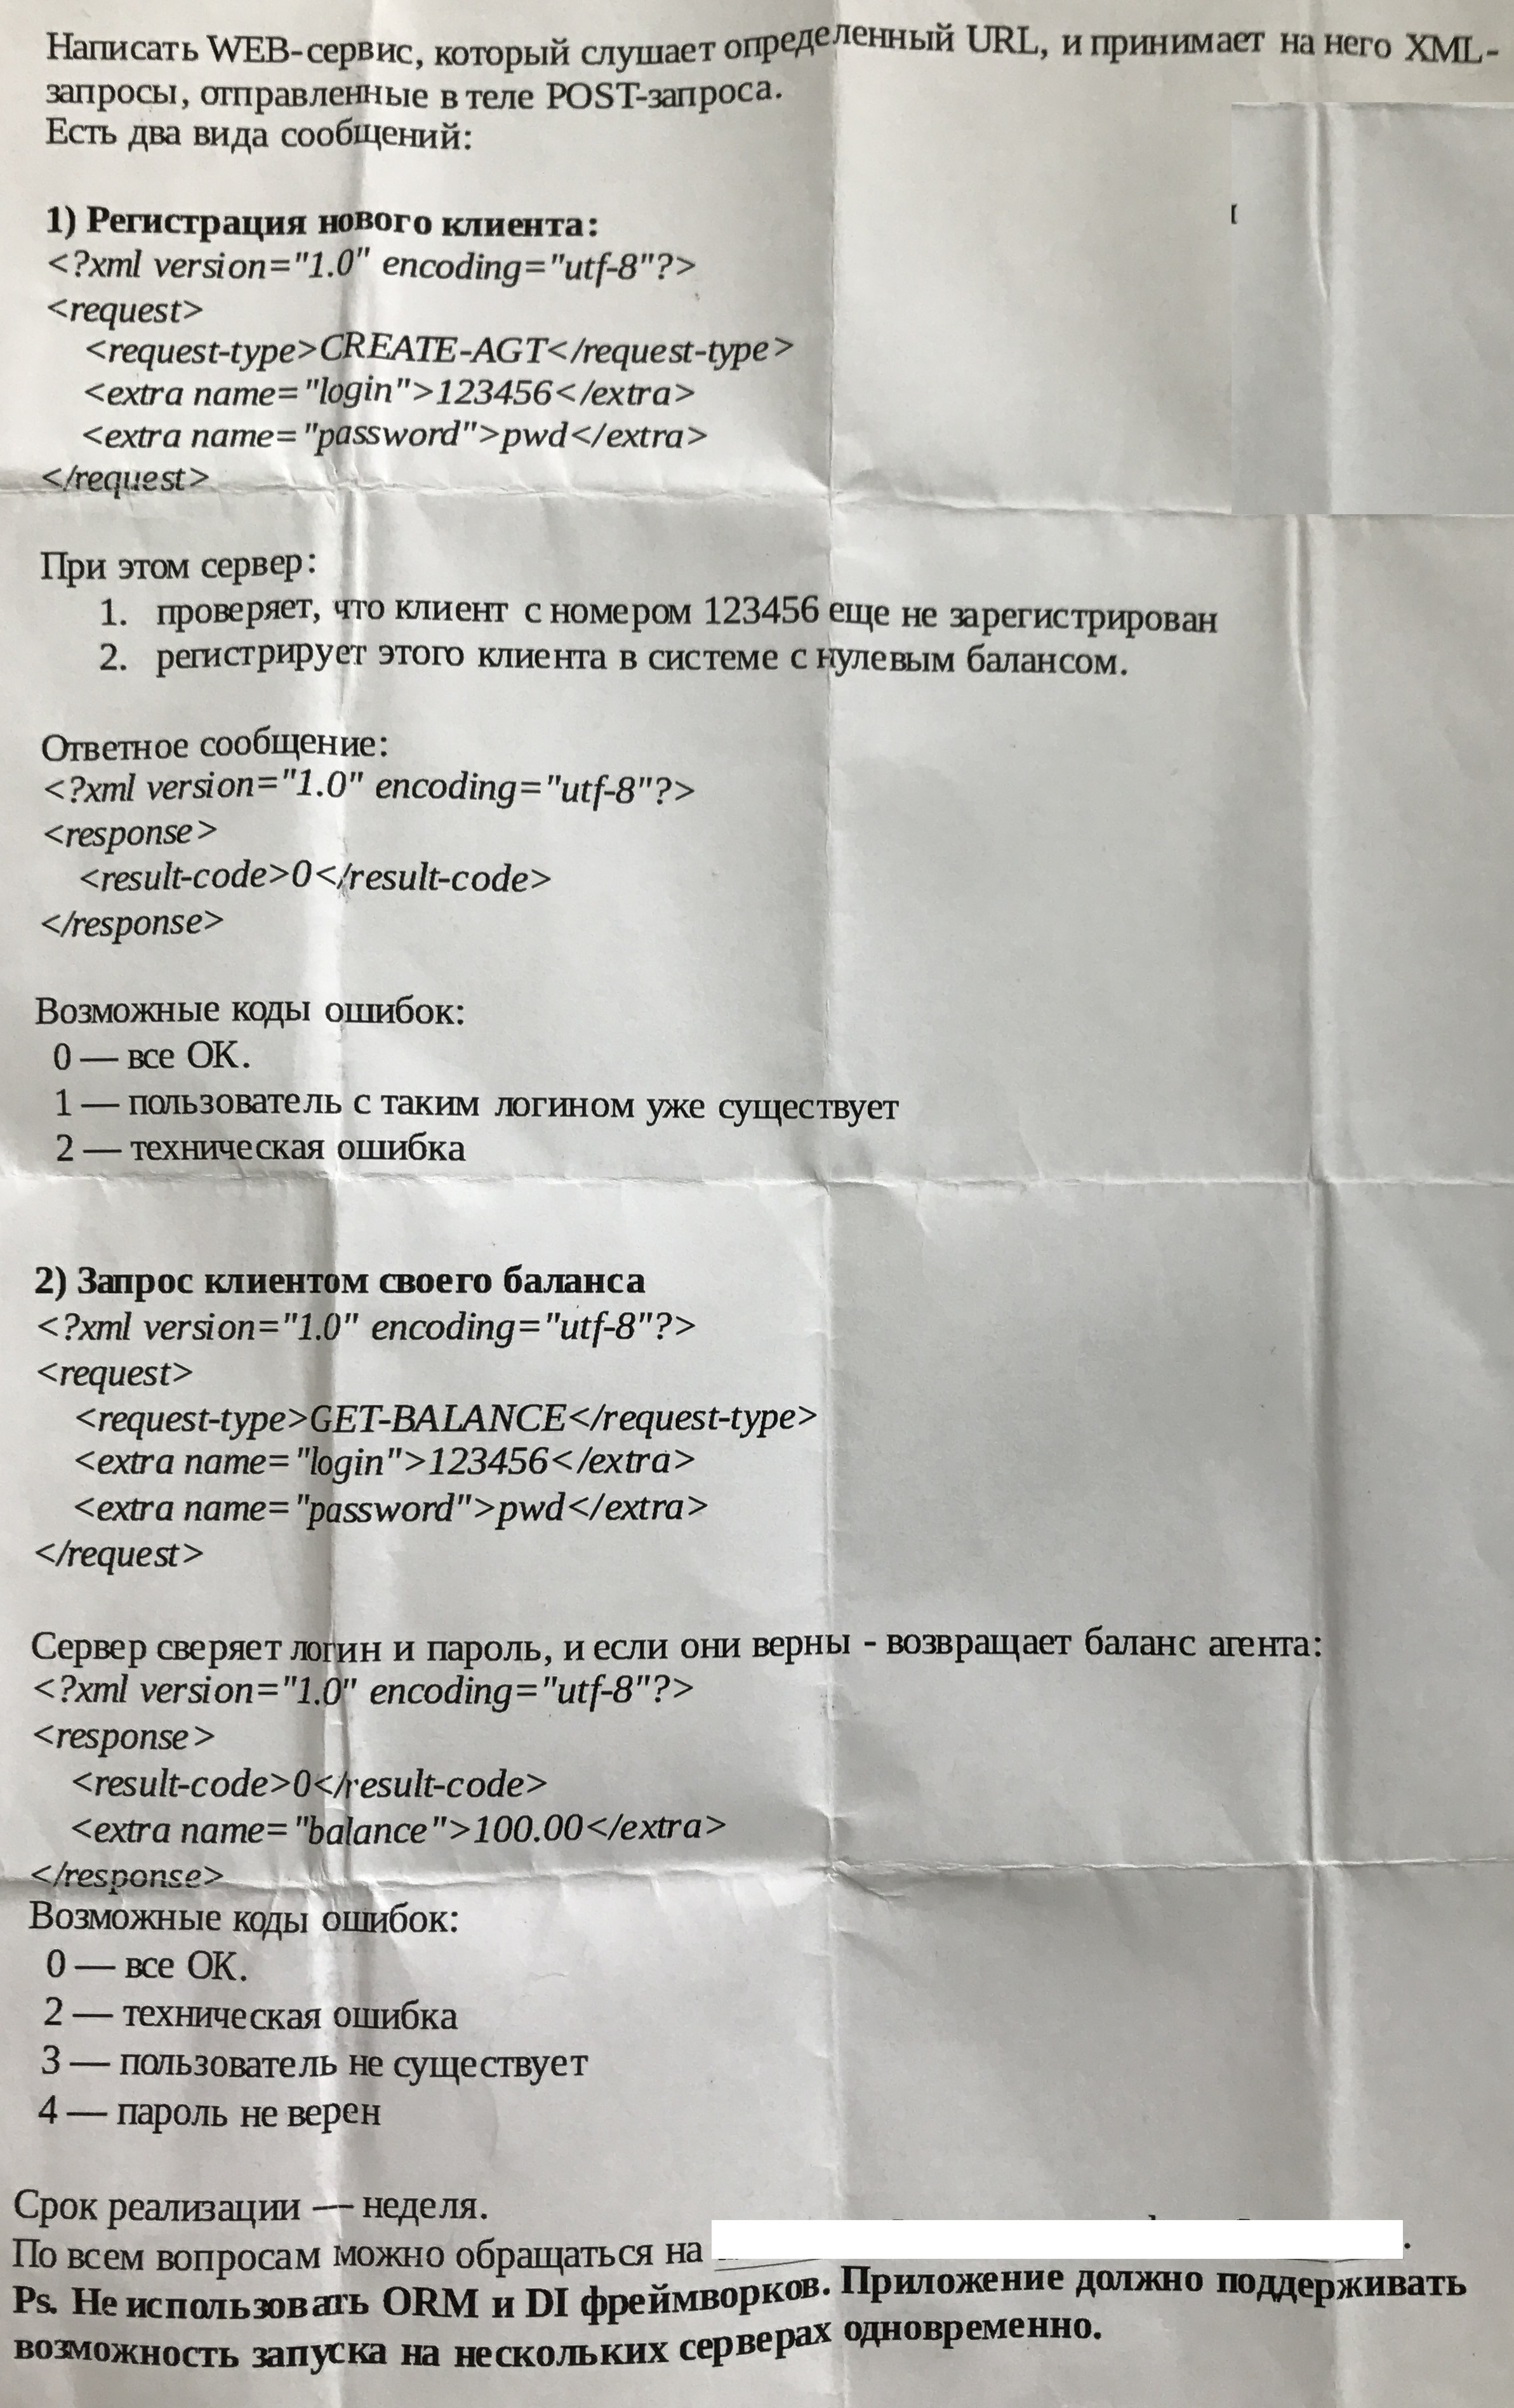 Написать WEB-сервис, который слушает определенный URL, и принимает на него XML-
запросы, отправленные в теле POST-запроса.
Есть два вида сообщений:
1) Регистрация нового клиента:
<?xml version="1.0" encoding="utf-8"?>
<request>
<request-type>CREATE-AGT</request-type>
<extra name="login">123456</extra>
<extra name="password">pwd</extra>
</request>
При этом сервер:
1. проверяет, что клиент с номером 123456 еще не зарегистрирован
2. регистрирует этого клиента в системе с нулевым балансом.
Ответное сообщение:
<?xml version="1.0" encoding="utf-8"?>
<response>
<result-code>0</result-code>
</response>
Возможные коды ошибок:
0 — все OK.
1 — пользователь с таким логином уже существует
2 — техническая ошибка
2) Запрос клиентом своего баланса
<?xml version="1.0" encoding="utf-8"?>
<request>
<request-type>GET-BALANCE</request-type>
<extra name="login">123456</extra>
<extra name="password">pwd</extra>
</request>
Сервер сверяет логин и пароль, и если они верны - возвращает баланс агента:
<?xml version="1.0" encoding="utf-8"?>
<response>
<result-code>0</result-code>
<extra name="balance">100.00</extra>
</response>
Возможные коды ошибок:
0 — все OK.
2 — техническая ошибка
3 — пользователь не существует
4 — пароль не верен
Срок реализации — неделя.
По всем вопросам можно обращаться на .
Ps. Не использовать ORM и DI фреймворков. Приложение должно поддерживать
возможность запуска на нескольких серверах одновременно.